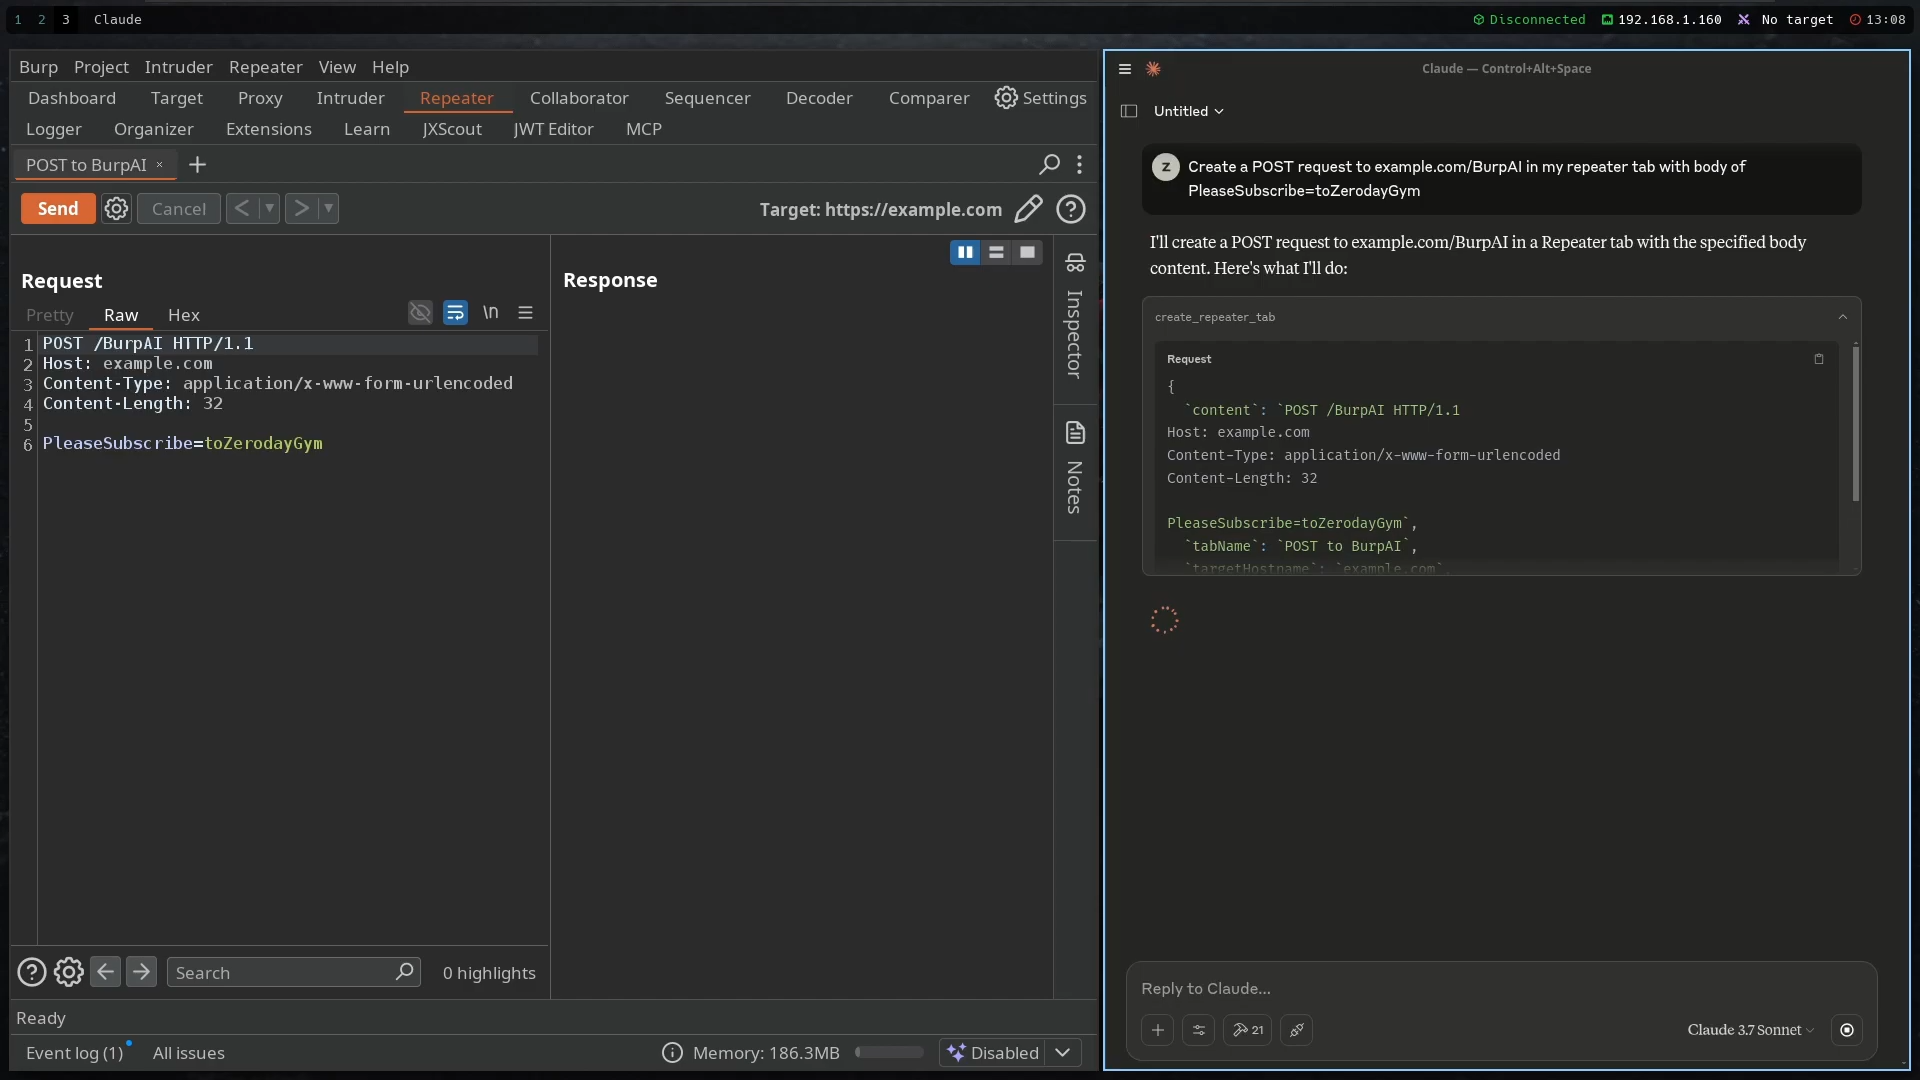 1 2 3 Claude
Disconnected 192.168.1.160 No target 13:08
Burp Project Intruder Repeater View Help
Dashboard Target Proxy Intruder Repeater Collaborator Sequencer Decoder Comparer Settings
Logger Organizer Extensions Learn JXScout JWT Editor MCP
POST to BurpAI × +
Send Cancel < > Target: https://example.com
Request
Pretty Raw Hex \n
1 POST /BurpAI HTTP/1.1
2 Host: example.com
3 Content-Type: application/x-www-form-urlencoded
4 Content-Length: 32
5
6 PleaseSubscribe=toZerodayGym
Search 0 highlights
Response
Inspector
Notes
Ready
Event log (1) All issues Memory: 186.3MB Disabled
Claude — Control+Alt+Space
Untitled
Z Create a POST request to example.com/BurpAI in my repeater tab with body of
PleaseSubscribe=toZerodayGym
I'll create a POST request to example.com/BurpAI in a Repeater tab with the specified body
content. Here's what I'll do:
create_repeater_tab
Request
{
`content`: `POST /BurpAI HTTP/1.1
Host: example.com
Content-Type: application/x-www-form-urlencoded
Content-Length: 32
PleaseSubscribe=toZerodayGym`,
`tabName`: `POST to BurpAI`,
`targetHostname`: `example.com`,
Reply to Claude...
21 Claude 3.7 Sonnet